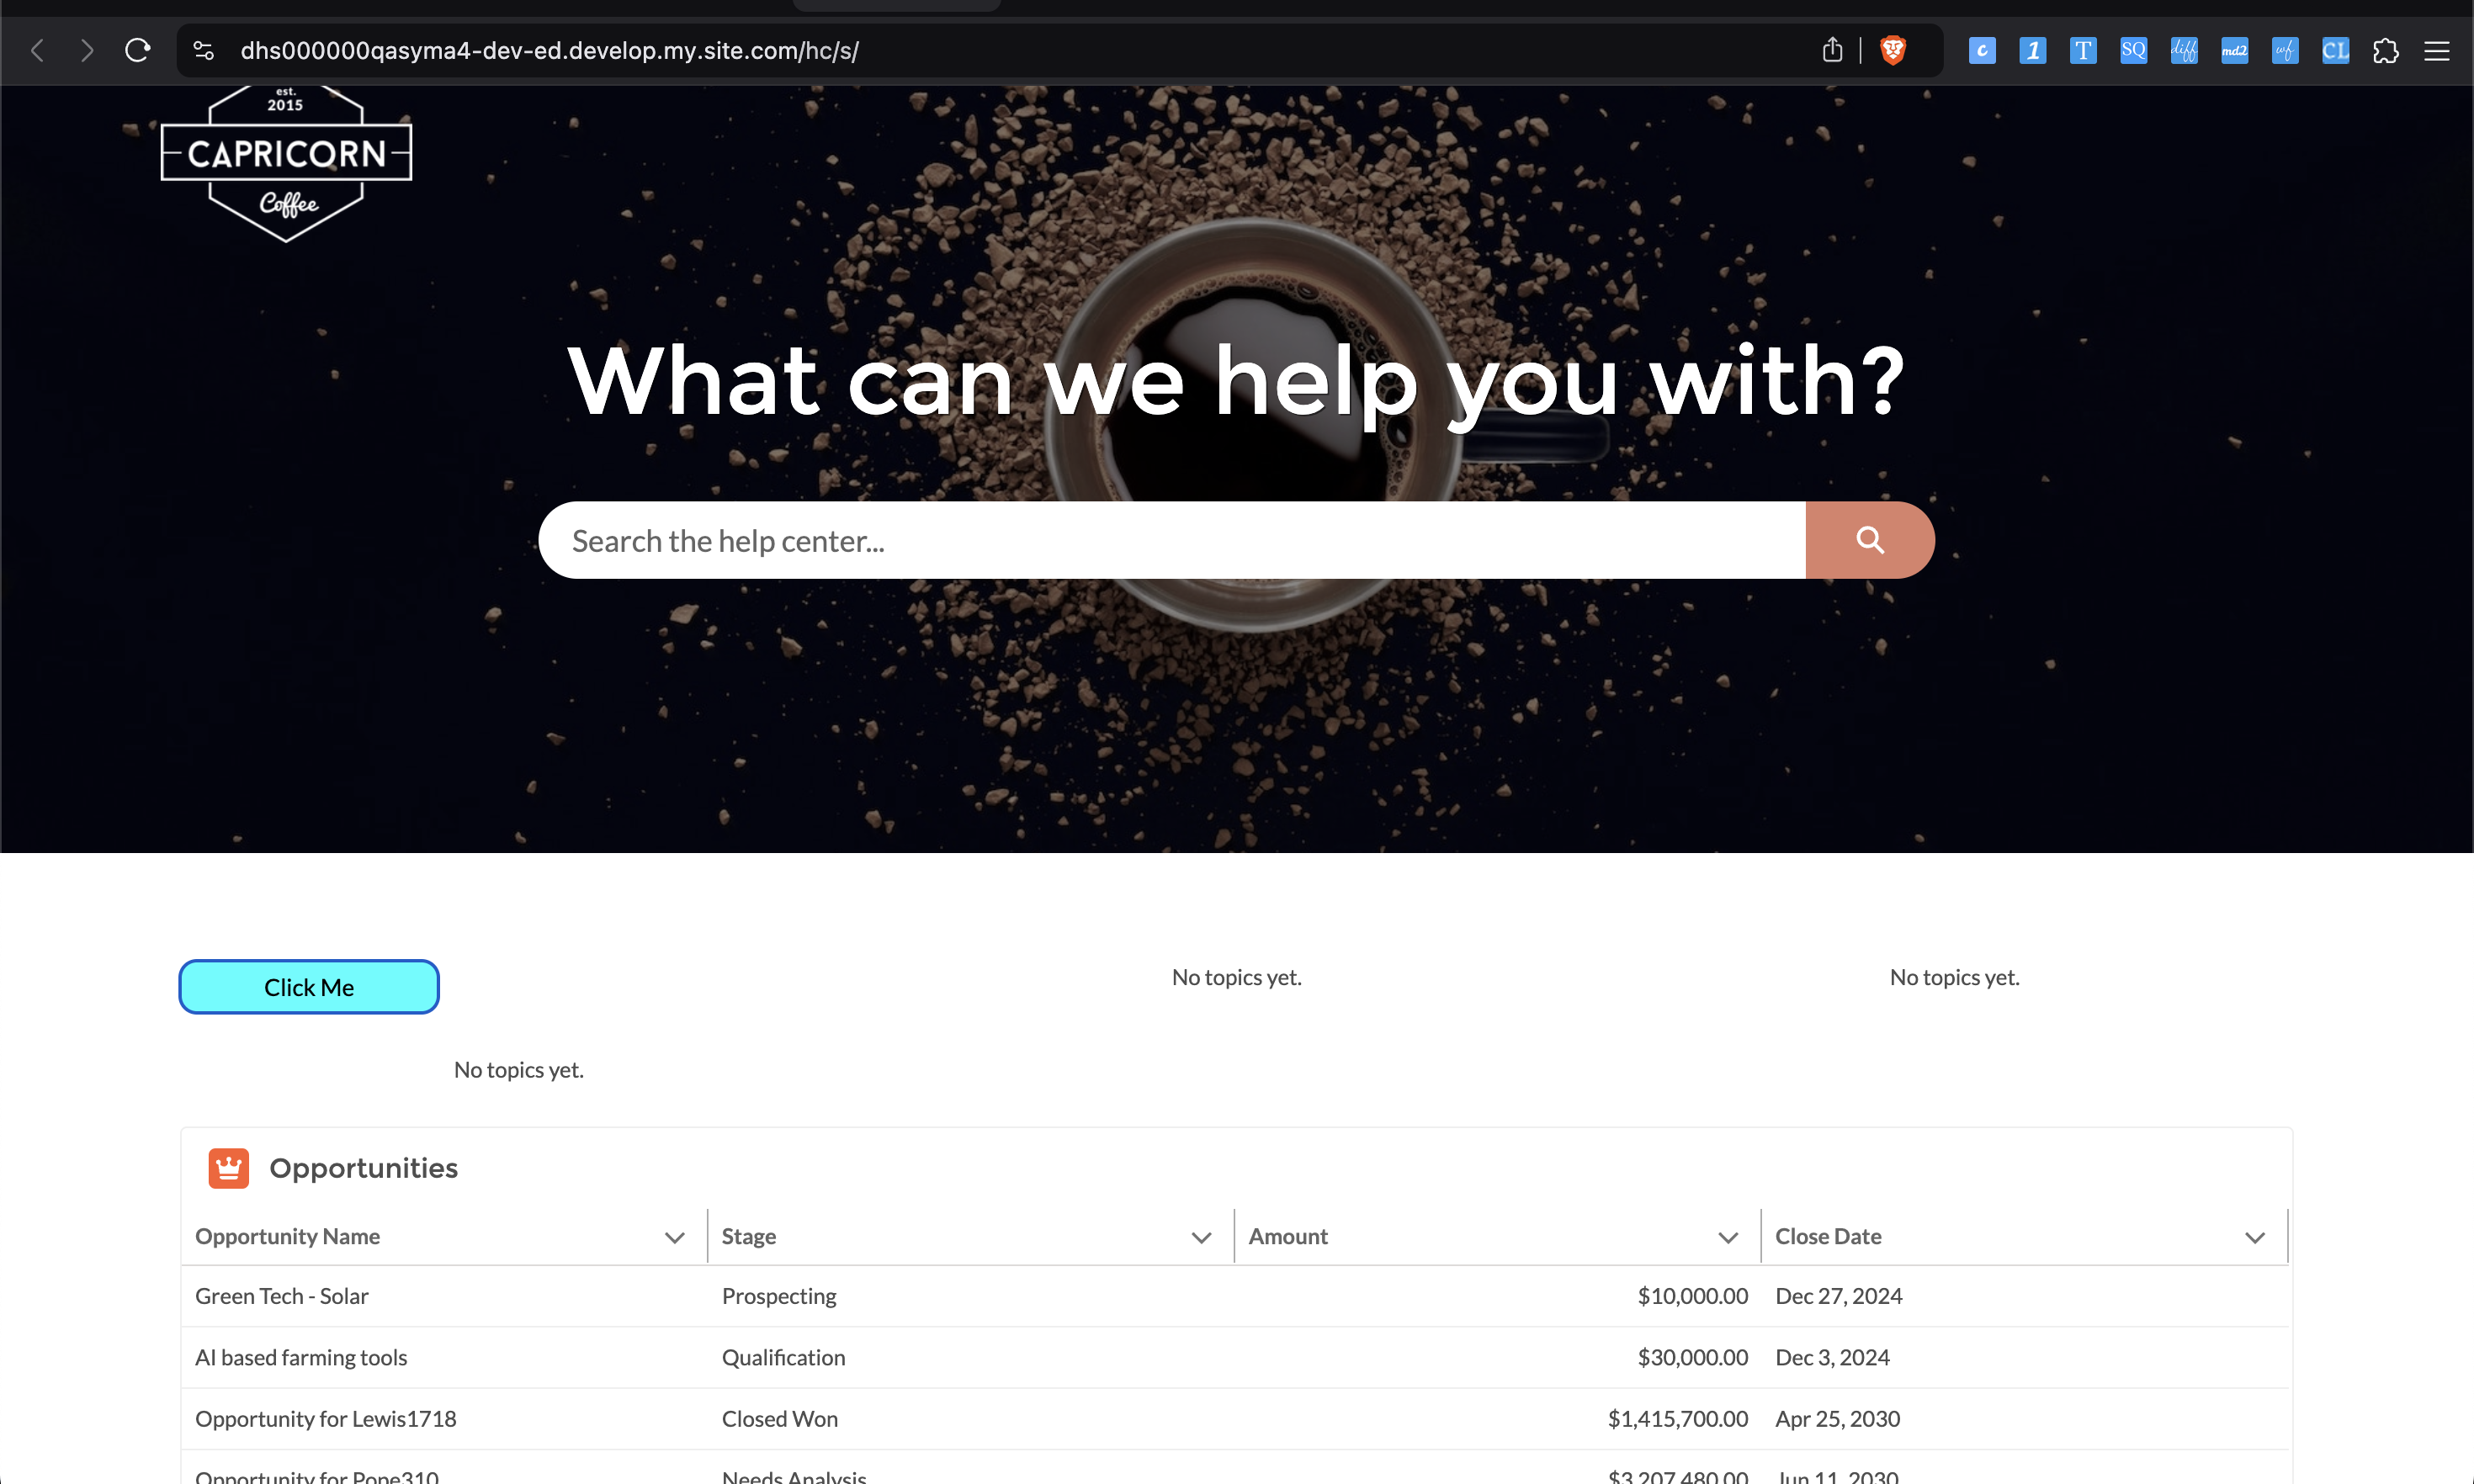 dhs000000qasyma4-dev-ed.develop.my.site.com/hc/s/
c 1 T SQ diff md2 wf CL
est.
2015
CAPRICORN
Coffee
What can we help you with?
Search the help center...
Click Me
No topics yet.
No topics yet.
No topics yet.
Opportunities
Opportunity Name Stage Amount Close Date
Green Tech - Solar Prospecting $10,000.00 Dec 27, 2024
AI based farming tools Qualification $30,000.00 Dec 3, 2024
Opportunity for Lewis1718 Closed Won $1,415,700.00 Apr 25, 2030
Opportunity for Pope310 Needs Analysis $3,207,480.00 Jun 11, 2030